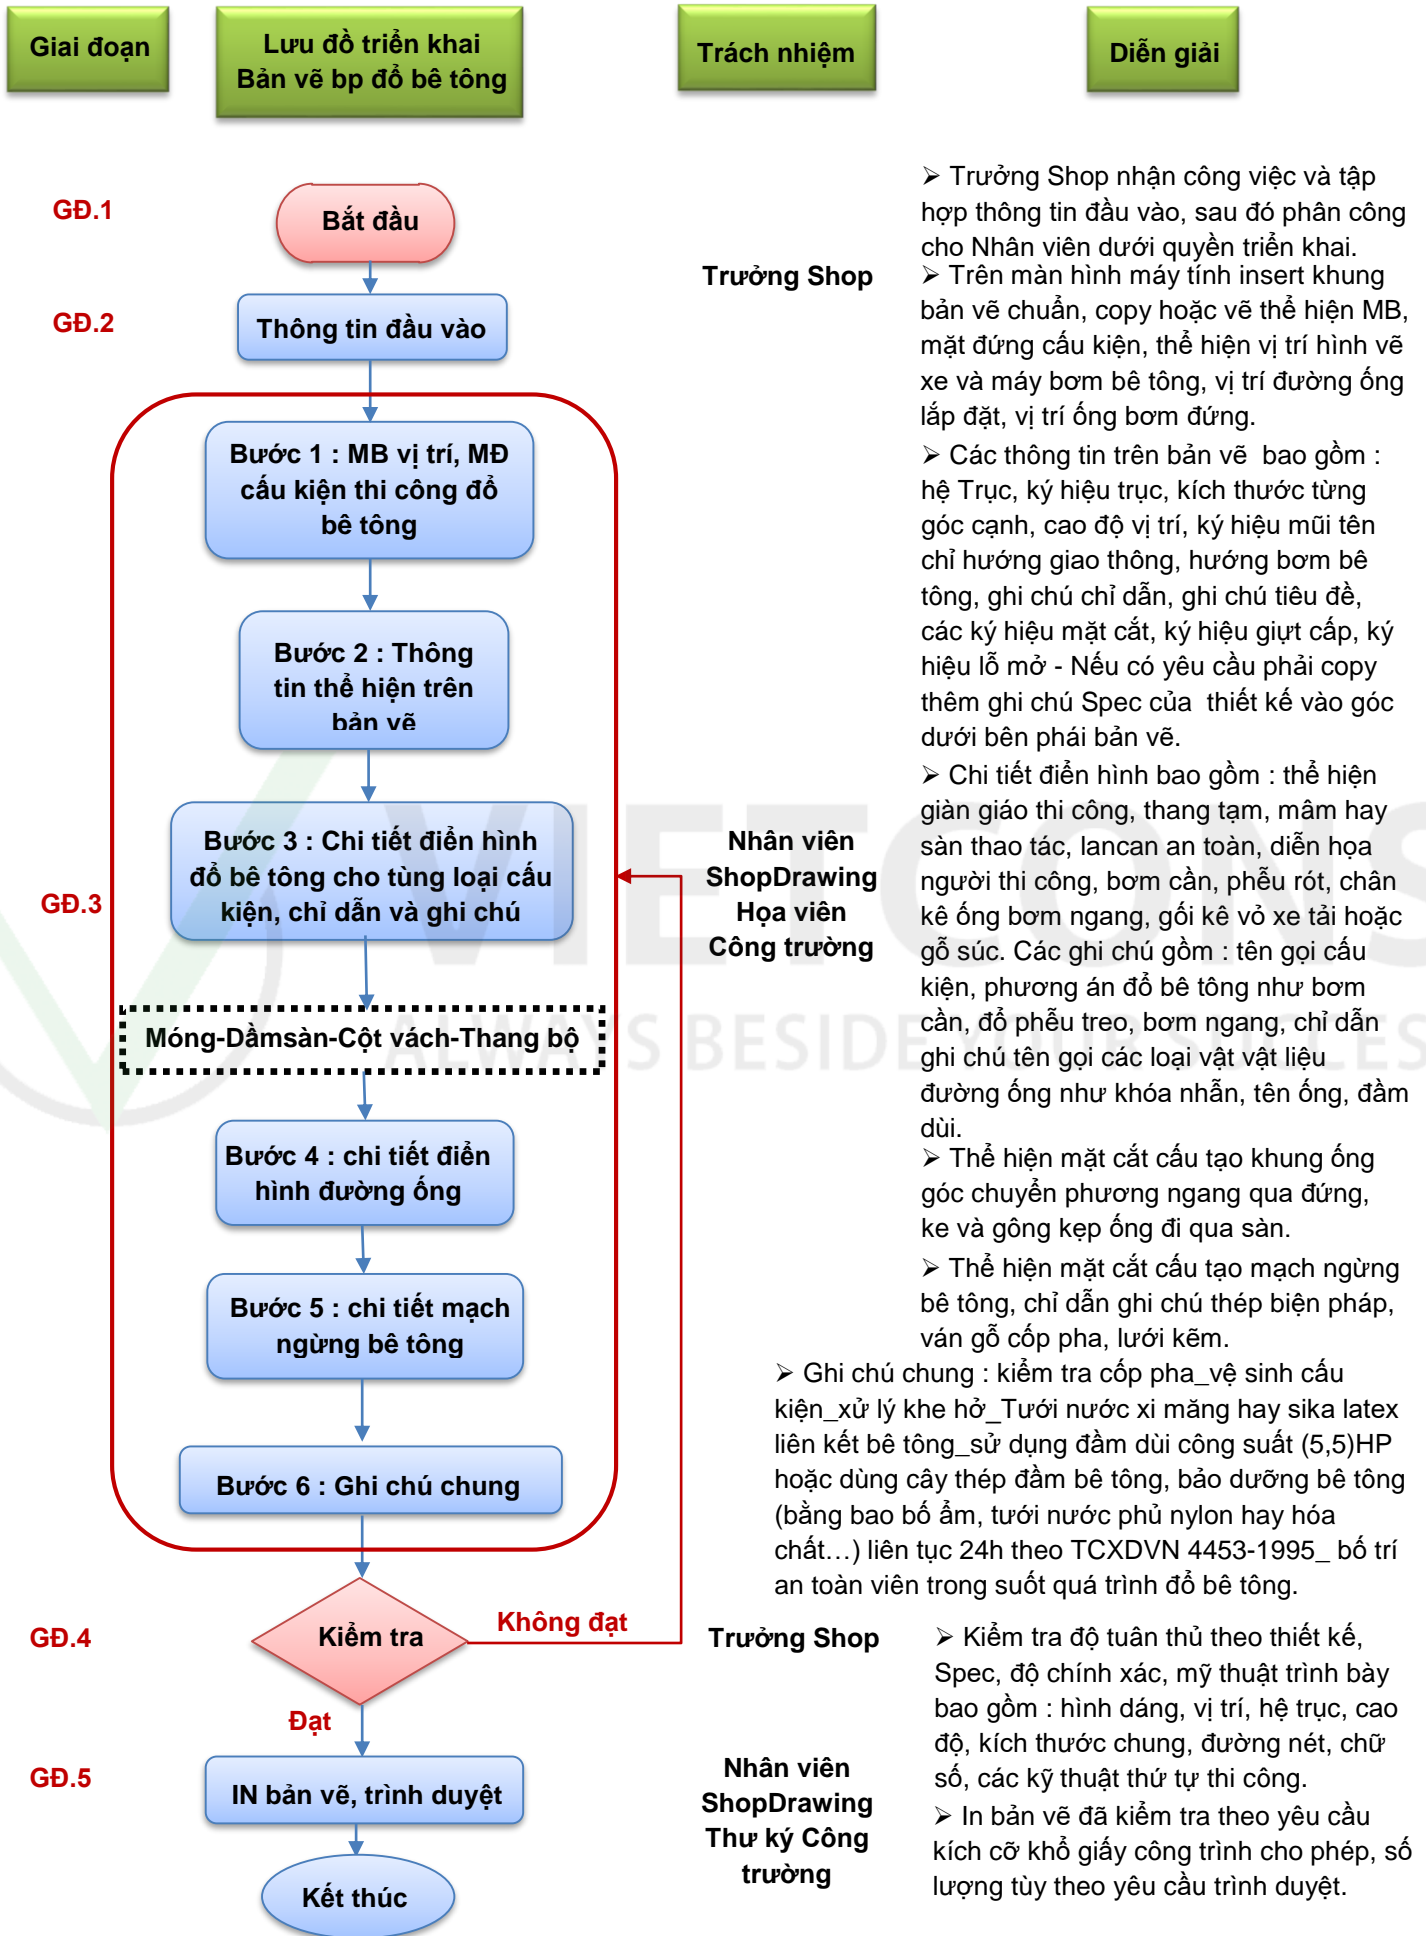 Giai đoạn
Lưu đồ triển khai
Bản vẽ bp đổ bê tông
Trách nhiệm
Diễn giải
GĐ.1
Bắt đầu
➢ Trưởng Shop nhận công việc và tập
hợp thông tin đầu vào, sau đó phân công
cho Nhân viên dưới quyền triển khai.
GĐ.2
Thông tin đầu vào
Trưởng Shop
➢ Trên màn hình máy tính insert khung
bản vẽ chuẩn, copy hoặc vẽ thể hiện MB,
mặt đứng cấu kiện, thể hiện vị trí hình vẽ
xe và máy bơm bê tông, vị trí đường ống
lắp đặt, vị trí ống bơm đứng.
GĐ.3
Bước 1 : MB vị trí, MĐ
cấu kiện thi công đổ
bê tông
➢ Các thông tin trên bản vẽ bao gồm :
hệ Trục, ký hiệu trục, kích thước từng
góc cạnh, cao độ vị trí, ký hiệu mũi tên
chỉ hướng giao thông, hướng bơm bê
tông, ghi chú chỉ dẫn, ghi chú tiêu đề,
các ký hiệu mặt cắt, ký hiệu giựt cấp, ký
hiệu lỗ mở - Nếu có yêu cầu phải copy
thêm ghi chú Spec của thiết kế vào góc
dưới bên phái bản vẽ.
Bước 2 : Thông
tin thể hiện trên
bản vẽ
Bước 3 : Chi tiết điển hình
đổ bê tông cho tùng loại cấu
kiện, chỉ dẫn và ghi chú
Nhân viên
ShopDrawing
Họa viên
Công trường
➢ Chi tiết điển hình bao gồm : thể hiện
giàn giáo thi công, thang tạm, mâm hay
sàn thao tác, lancan an toàn, diễn họa
người thi công, bơm cần, phễu rót, chân
kê ống bơm ngang, gối kê vỏ xe tải hoặc
gỗ súc. Các ghi chú gồm : tên gọi cấu
kiện, phương án đổ bê tông như bơm
cần, đổ phễu treo, bơm ngang, chỉ dẫn
ghi chú tên gọi các loại vật vật liệu
đường ống như khóa nhẫn, tên ống, đầm
dùi.
Móng-Dầmsàn-Cột vách-Thang bộ
Bước 4 : chi tiết điển
hình đường ống
➢ Thể hiện mặt cắt cấu tạo khung ống
góc chuyển phương ngang qua đứng,
ke và gông kẹp ống đi qua sàn.
Bước 5 : chi tiết mạch
ngừng bê tông
➢ Thể hiện mặt cắt cấu tạo mạch ngừng
bê tông, chỉ dẫn ghi chú thép biện pháp,
ván gỗ cốp pha, lưới kẽm.
Bước 6 : Ghi chú chung
➢ Ghi chú chung : kiểm tra cốp pha_vệ sinh cấu
kiện_xử lý khe hở_Tưới nước xi măng hay sika latex
liên kết bê tông_sử dụng đầm dùi công suất (5,5)HP
hoặc dùng cây thép đầm bê tông, bảo dưỡng bê tông
(bằng bao bố ẩm, tưới nước phủ nylon hay hóa
chất…) liên tục 24h theo TCXDVN 4453-1995_ bố trí
an toàn viên trong suốt quá trình đổ bê tông.
GĐ.4
Kiểm tra
Không đạt
Đạt
Trưởng Shop
➢ Kiểm tra độ tuân thủ theo thiết kế,
Spec, độ chính xác, mỹ thuật trình bày
bao gồm : hình dáng, vị trí, hệ trục, cao
độ, kích thước chung, đường nét, chữ
số, các kỹ thuật thứ tự thi công.
GĐ.5
IN bản vẽ, trình duyệt
Nhân viên
ShopDrawing
Thư ký Công
trường
➢ In bản vẽ đã kiểm tra theo yêu cầu
kích cỡ khổ giấy công trình cho phép, số
lượng tùy theo yêu cầu trình duyệt.
Kết thúc
VIETCONS
ALWAYS BESIDE YOUR SUCCES